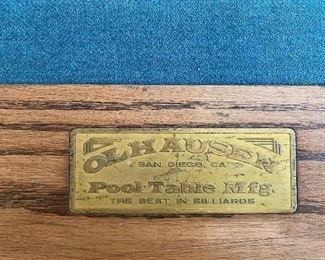 OLHAUSEN
SAN DIEGO, CA
Pool Table Mfg.
THE BEST IN BILLIARDS